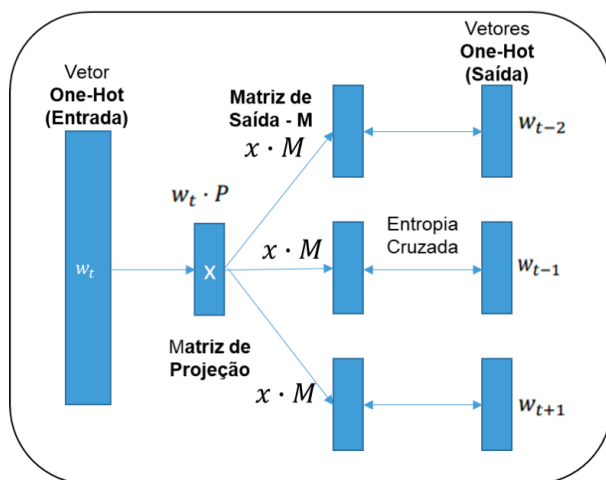 Vetor
One-Hot
(Entrada)
w_t
w_t · P
X
Matriz de
Projeção
Matriz de
Saída - M
x · M
x · M
x · M
Entropia
Cruzada
Vetores
One-Hot
(Saída)
w_{t-2}
w_{t-1}
w_{t+1}